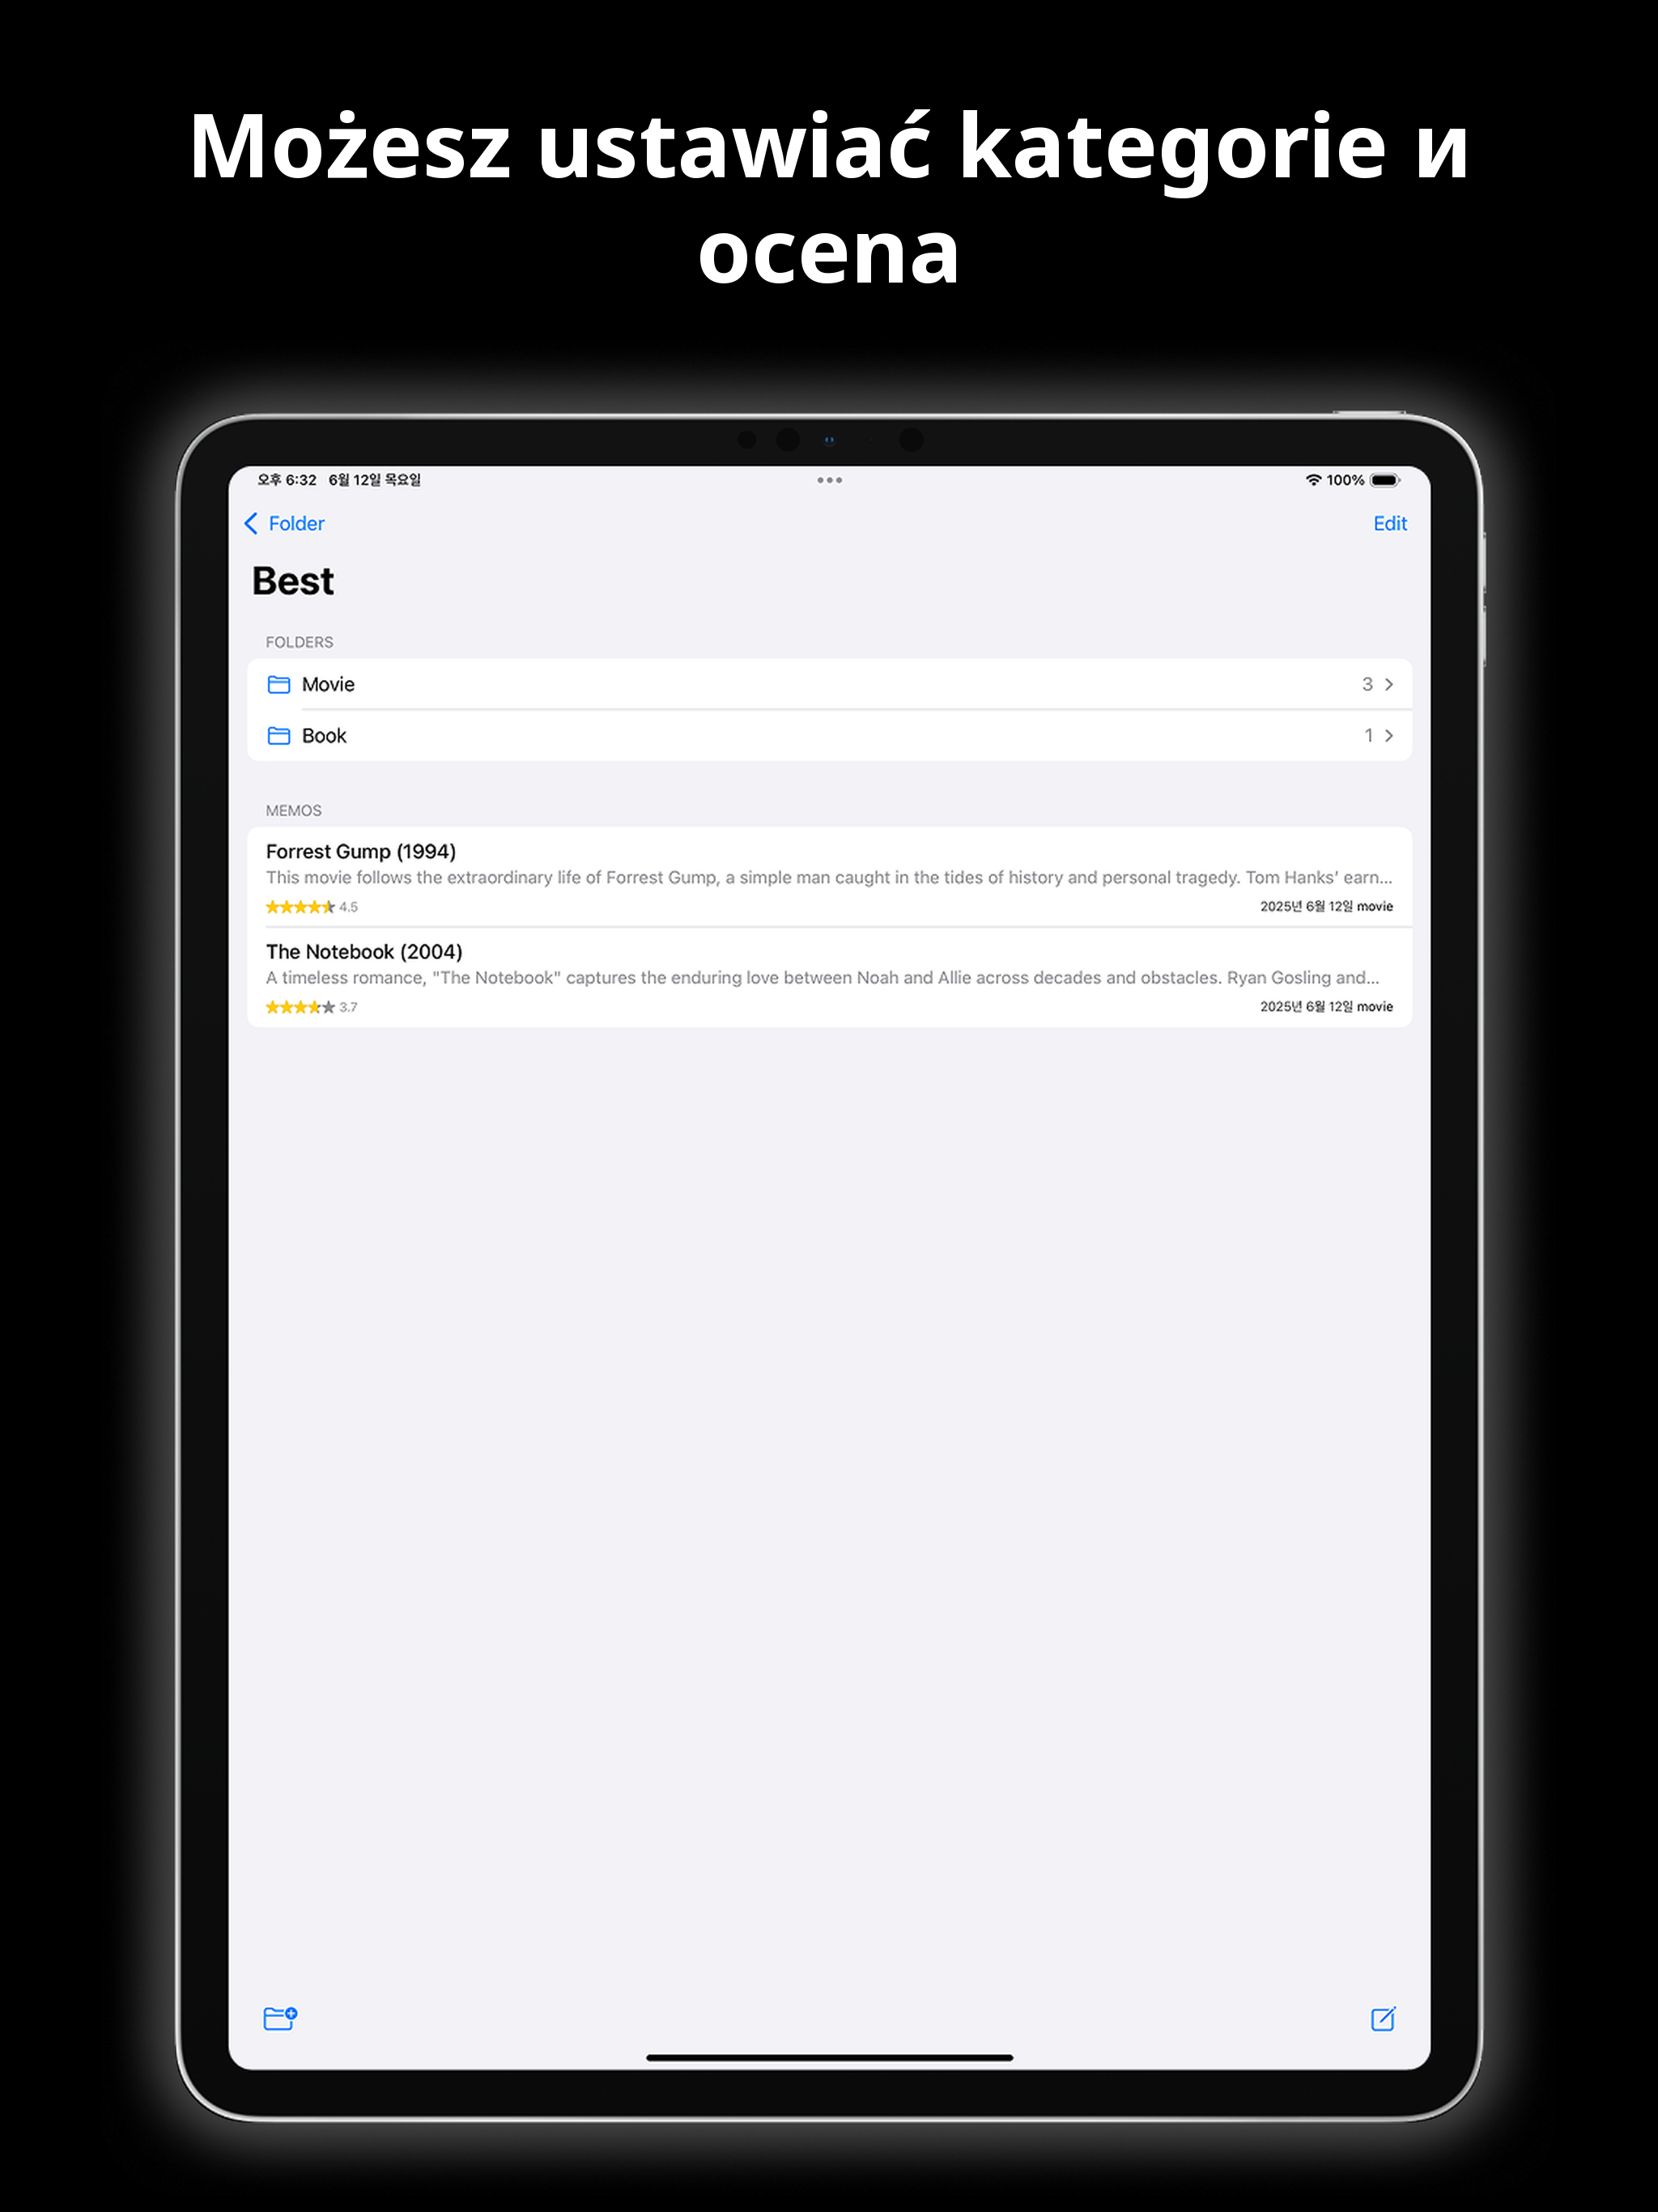 Możesz ustawiać kategorie и
ocena
오후 6:32 6월 12일 목요일
100%
Folder
Edit
Best
FOLDERS
Movie 3
Book 1
MEMOS
Forrest Gump (1994)
This movie follows the extraordinary life of Forrest Gump, a simple man caught in the tides of history and personal tragedy. Tom Hanks’ earn...
4.5 2025년 6월 12일 movie
The Notebook (2004)
A timeless romance, "The Notebook" captures the enduring love between Noah and Allie across decades and obstacles. Ryan Gosling and...
3.7 2025년 6월 12일 movie